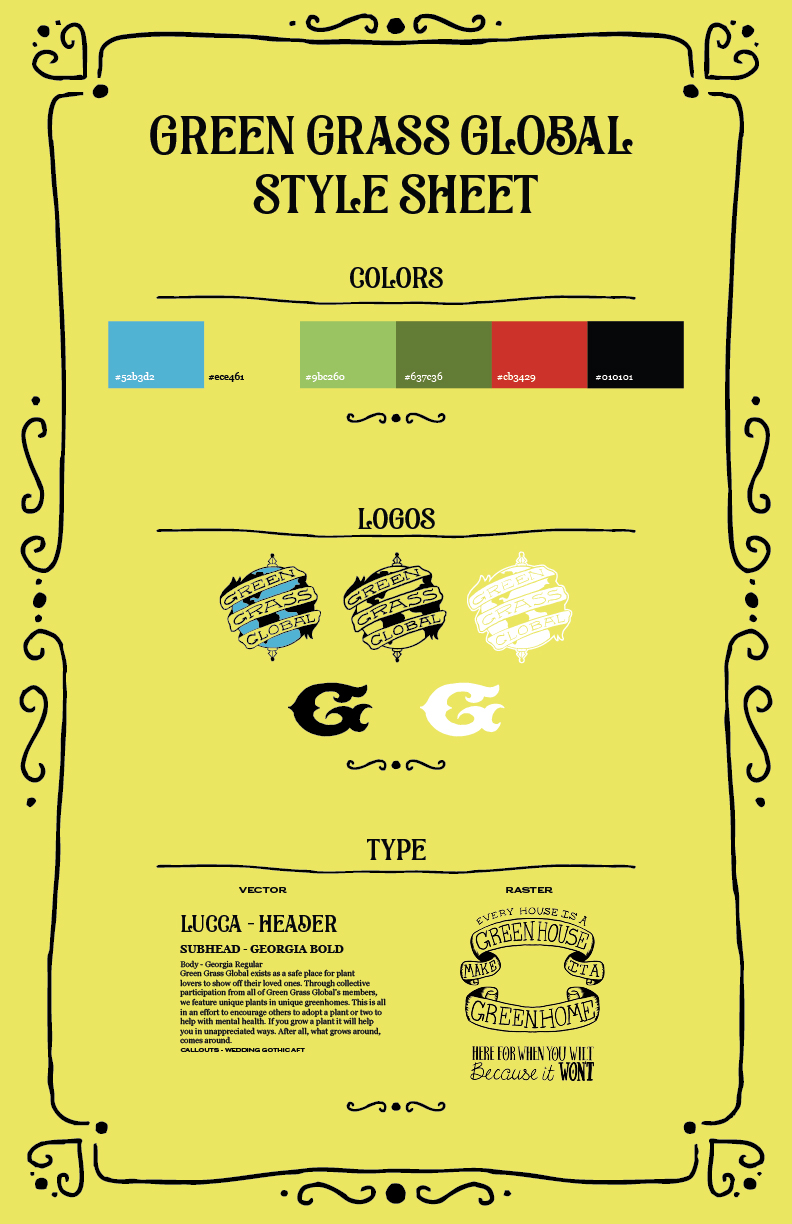 GREEN GRASS GLOBAL
STYLE SHEET
COLORS
#52b3d2 #ece461 #9bc260 #637c36 #cb3429 #010101
LOGOS
GREEN GREEN GREEN
GRASS GRASS GRASS
GLOBAL GLOBAL GLOBAL
G G
TYPE
VECTOR
LUCCA - HEADER
SUBHEAD - GEORGIA BOLD
Body - Georgia Regular
Green Grass Global exists as a safe place for plant
lovers to show off their loved ones. Through collective
participation from all of Green Grass Global's members,
we feature unique plants in unique greenhomes. This is all
in an effort to encourage others to adopt a plant or two to
help with mental health. If you grow a plant it will help
you in unappreciated ways. After all, what grows around,
comes around.
CALLOUTS - WEDDING GOTHIC AFT
RASTER
EVERY HOUSE IS A
GREENHOUSE
MAKE IT A
GREENHOME
HERE FOR WHEN YOU WILT
Because it WON'T